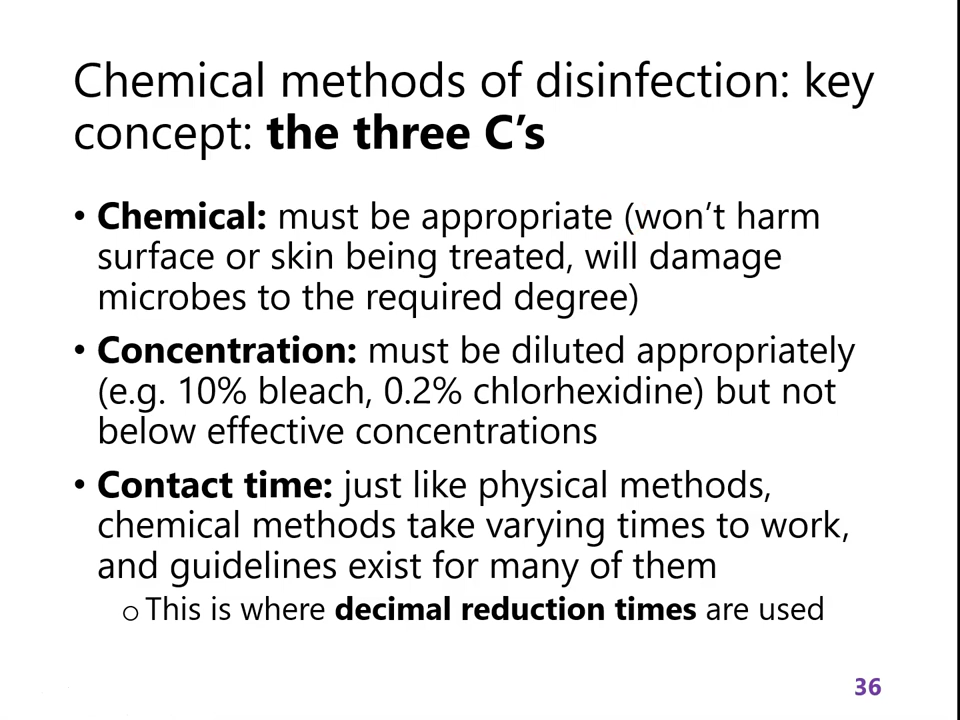 Chemical methods of disinfection: key
concept: the three C’s
• Chemical: must be appropriate (won’t harm
surface or skin being treated, will damage
microbes to the required degree)
• Concentration: must be diluted appropriately
(e.g. 10% bleach, 0.2% chlorhexidine) but not
below effective concentrations
• Contact time: just like physical methods,
chemical methods take varying times to work,
and guidelines exist for many of them
o This is where decimal reduction times are used
36